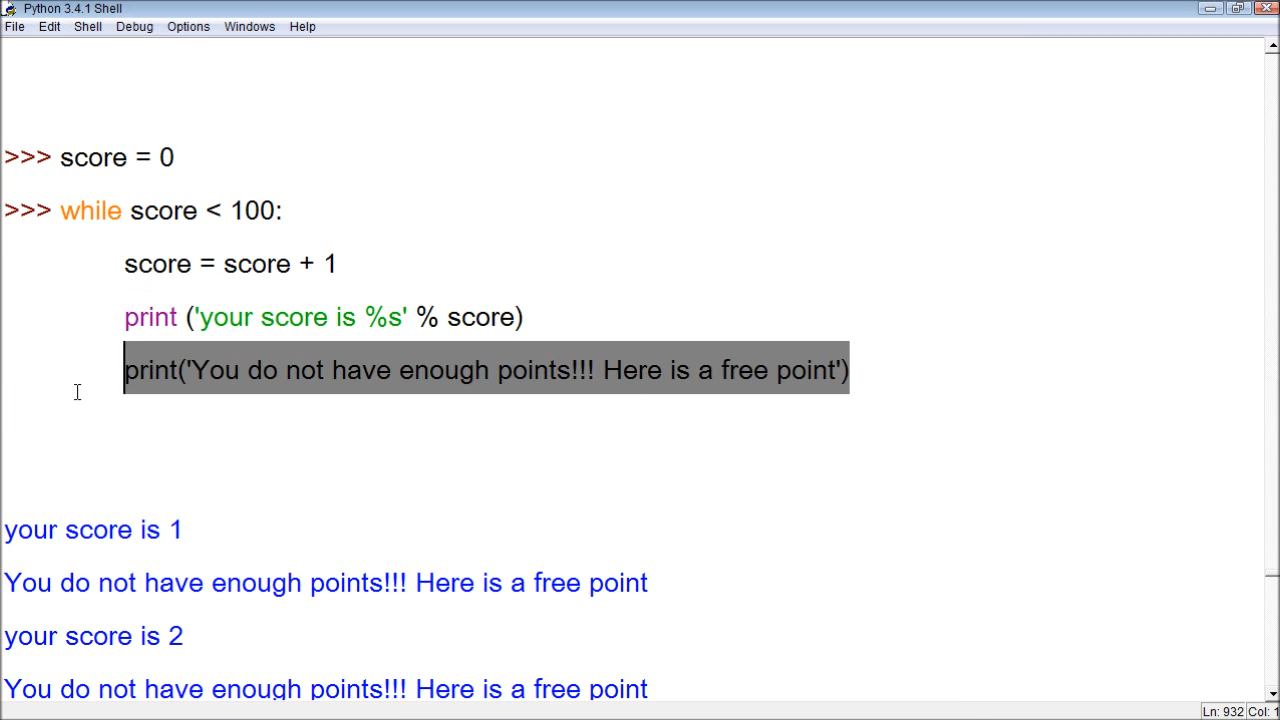 Python 3.4.1 Shell
File Edit Shell Debug Options Windows Help
>>> score = 0
>>> while score < 100:
score = score + 1
print ('your score is %s' % score)
print('You do not have enough points!!! Here is a free point')
your score is 1
You do not have enough points!!! Here is a free point
your score is 2
You do not have enough points!!! Here is a free point
Ln: 932 Col: 1